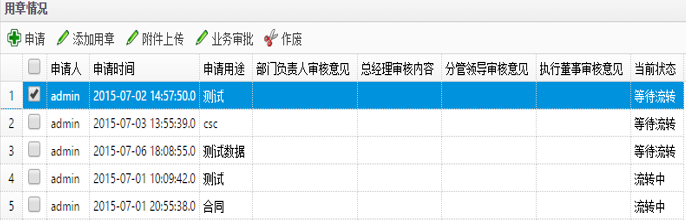 用章情况
申请 添加用章 附件上传 业务审批 作废
申请人 申请时间 申请用途 部门负责人审核意见 总经理审核内容 分管领导审核意见 执行董事审核意见 当前状态
1 admin 2015-07-02 14:57:50.0 测试 等待流转
2 admin 2015-07-03 13:55:39.0 csc 等待流转
3 admin 2015-07-06 18:08:55.0 测试数据 等待流转
4 admin 2015-07-01 10:09:42.0 测试 流转中
5 admin 2015-07-01 20:55:38.0 合同 流转中